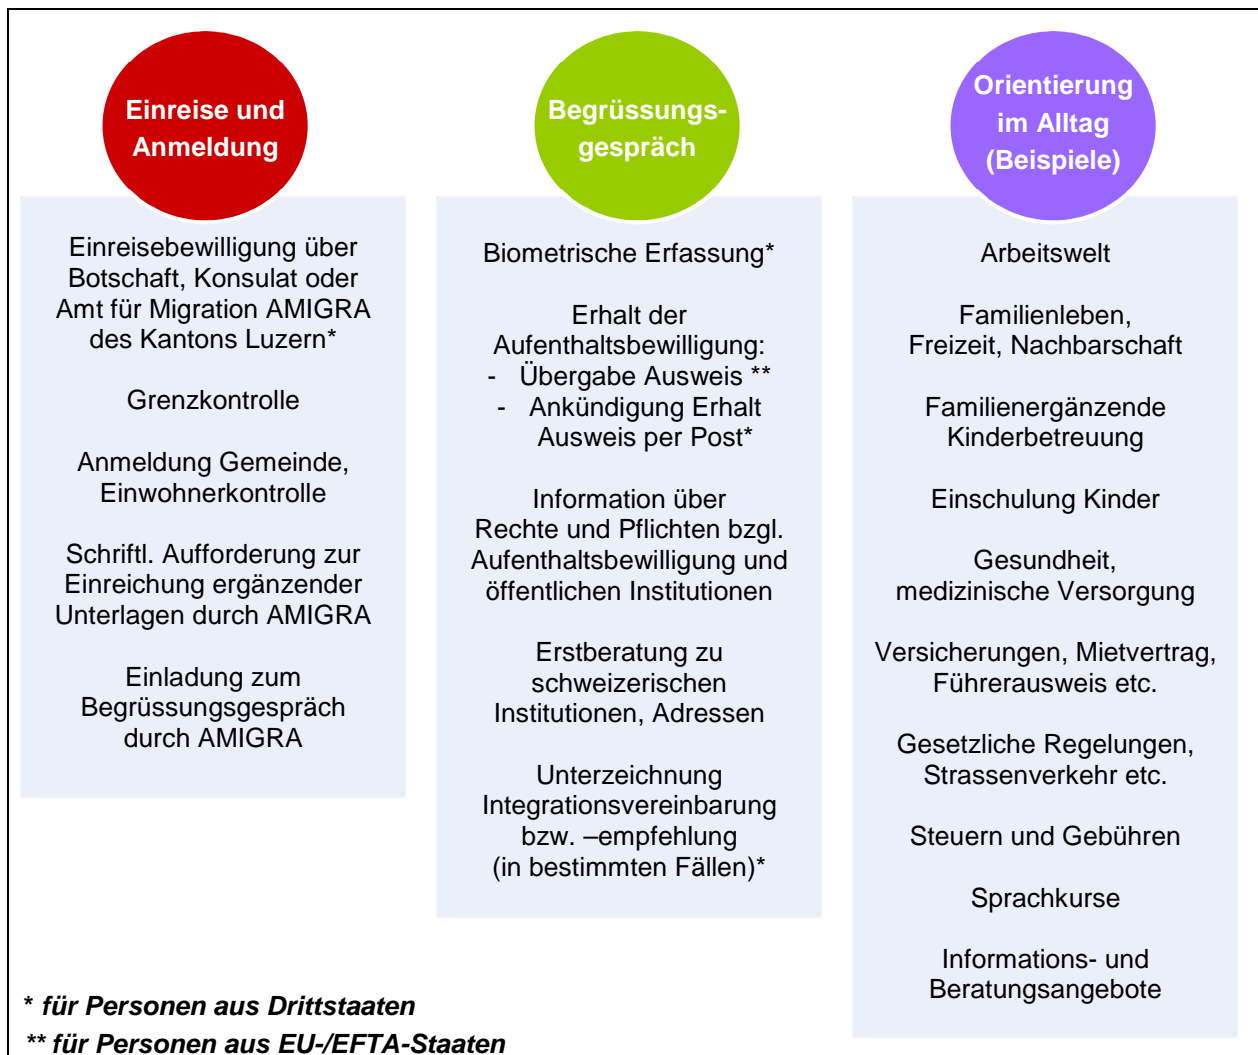 Einreise und
Anmeldung
Einreisebewilligung über
Botschaft, Konsulat oder
Amt für Migration AMIGRA
des Kantons Luzern*
Grenzkontrolle
Anmeldung Gemeinde,
Einwohnerkontrolle
Schriftl. Aufforderung zur
Einreichung ergänzender
Unterlagen durch AMIGRA
Einladung zum
Begrüssungsgespräch
durch AMIGRA
Begrüssungs-
gespräch
Biometrische Erfassung*
Erhalt der
Aufenthaltsbewilligung:
- Übergabe Ausweis **
- Ankündigung Erhalt
Ausweis per Post*
Information über
Rechte und Pflichten bzgl.
Aufenthaltsbewilligung und
öffentlichen Institutionen
Erstberatung zu
schweizerischen
Institutionen, Adressen
Unterzeichnung
Integrationsvereinbarung
bzw. –empfehlung
(in bestimmten Fällen)*
Orientierung
im Alltag
(Beispiele)
Arbeitswelt
Familienleben,
Freizeit, Nachbarschaft
Familienergänzende
Kinderbetreuung
Einschulung Kinder
Gesundheit,
medizinische Versorgung
Versicherungen, Mietvertrag,
Führerausweis etc.
Gesetzliche Regelungen,
Strassenverkehr etc.
Steuern und Gebühren
Sprachkurse
Informations- und
Beratungsangebote
* für Personen aus Drittstaaten
** für Personen aus EU-/EFTA-Staaten